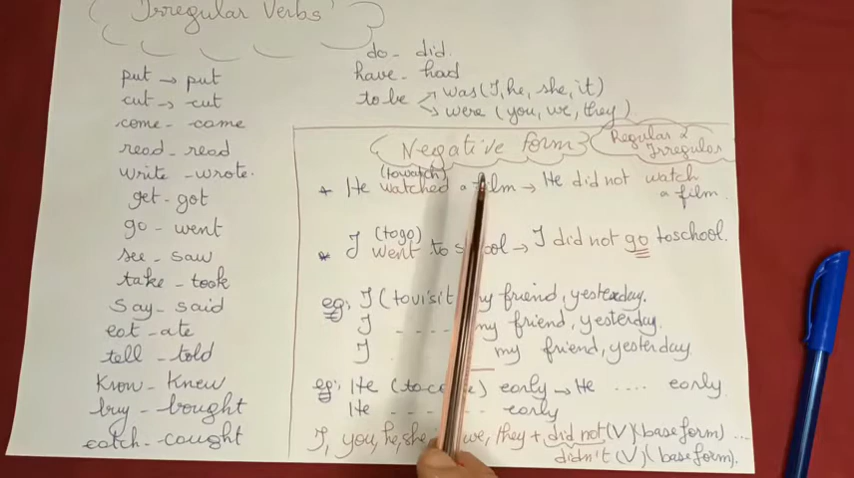 Irregular Verbs
put → put
cut → cut
come - came
read - read
write - wrote.
get - got
go - went
see - saw
take - took
say - said
eat - ate
tell - told
Know - Knew
buy - bought
catch - caught
do - did.
have - had
to be was (I, he, she, it)
were (you, we, they)
Negative form
Regular &
Irregular
(to watch)
* He watched a film → He did not watch
a film.
(to go)
* I went to school → I did not go to school.
eg: I (to visit my friend, yesterday.
I - - - my friend, yesterday.
I my friend, yesterday
eg: He (to come) early → He .... early
He - - - - early
I, you, he, she we, they + did not (V) (base form) ...
didn't (V) (base form).